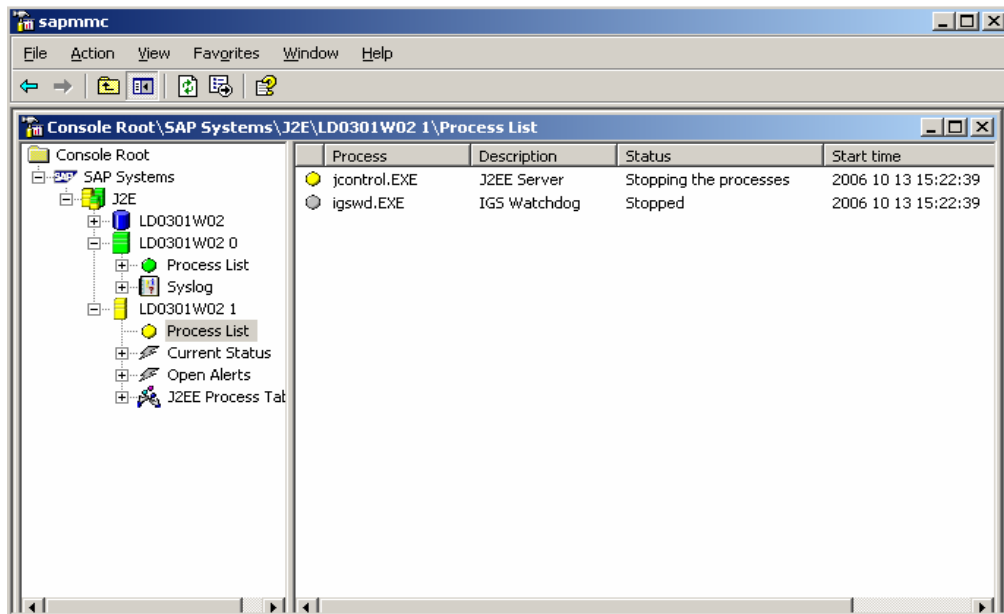 sapmmc
File Action View Favorites Window Help
Console Root\SAP Systems\J2E\LD0301W02 1\Process List
Console Root
SAP Systems
J2E
LD0301W02
LD0301W02 0
Process List
Syslog
LD0301W02 1
Process List
Current Status
Open Alerts
J2EE Process Tab
Process Description Status Start time
jcontrol.EXE J2EE Server Stopping the processes 2006 10 13 15:22:39
igswd.EXE IGS Watchdog Stopped 2006 10 13 15:22:39